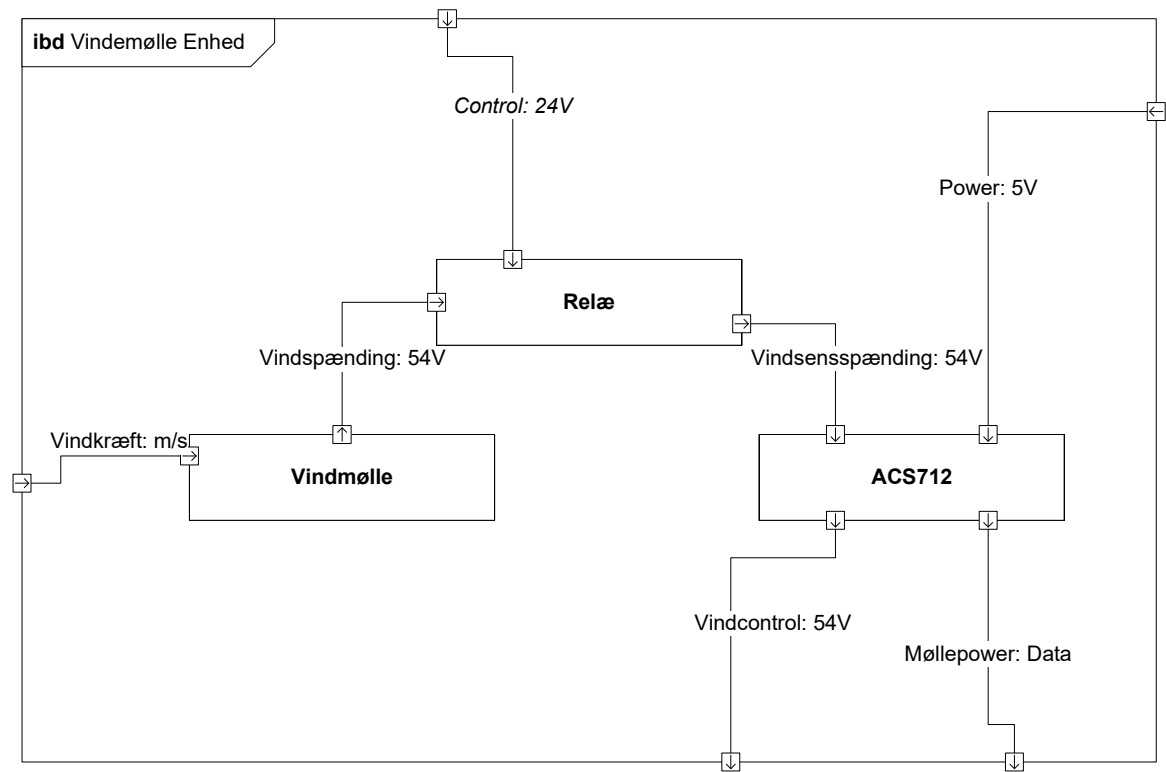 ibd Vindemølle Enhed
Control: 24V
Power: 5V
Relæ
Vindspænding: 54V
Vindsensspænding: 54V
Vindkræft: m/s
Vindmølle
ACS712
Vindcontrol: 54V
Møllepower: Data